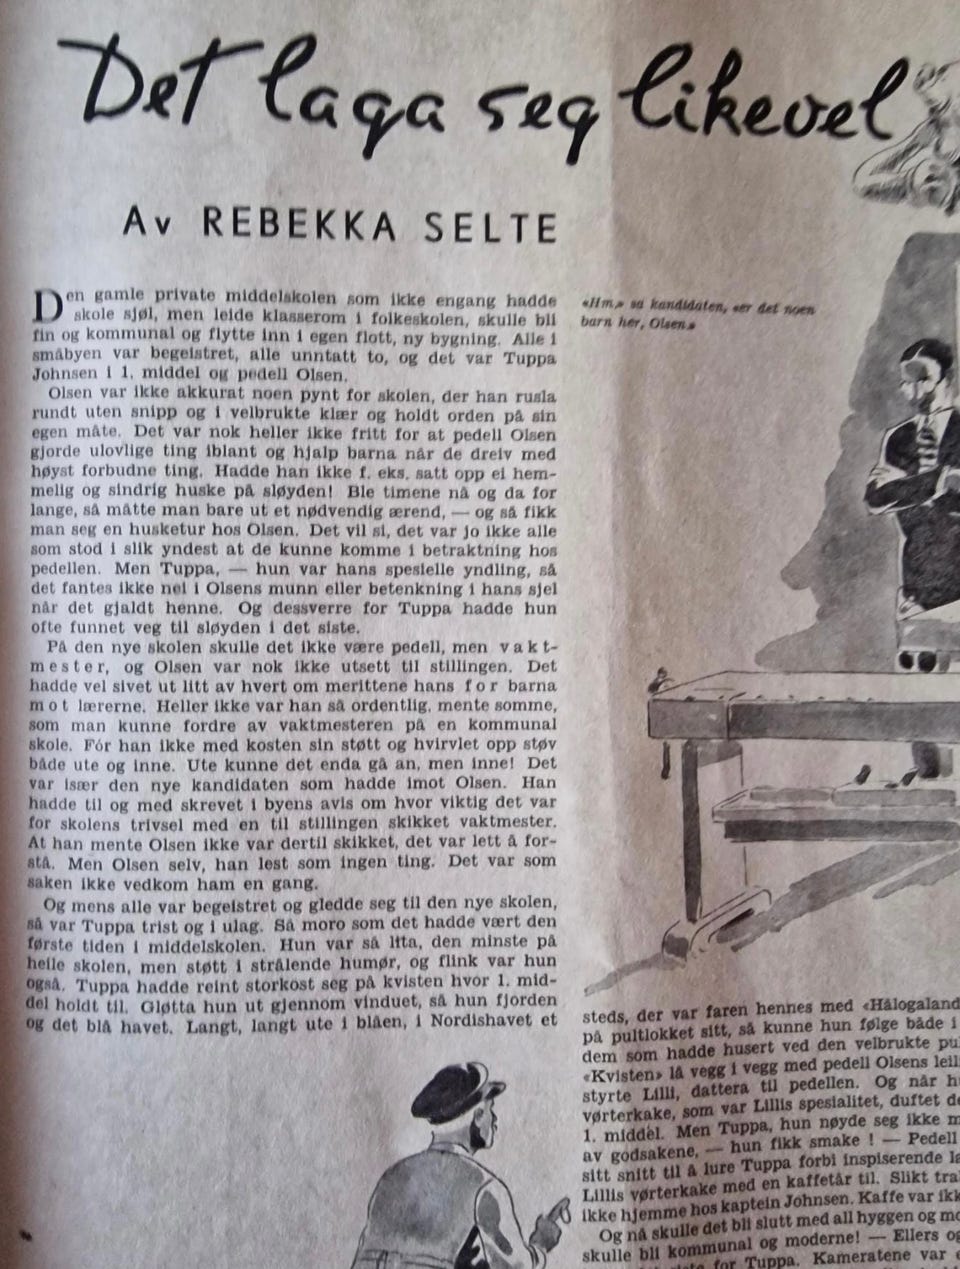 Det laga seg likevel
Av REBEKKA SELTE
Den gamle private middelskolen som ikke engang hadde
skole sjøl, men leide klasserom i folkeskolen, skulle bli
fin og kommunal og flytte inn i egen flott, ny bygning. Alle i
småbyen var begeistret, alle unntatt to, og det var Tuppa
Johnsen i 1. middel og pedell Olsen.
Olsen var ikke akkurat noen pynt for skolen, der han rusla
rundt uten snipp og i velbrukte klær og holdt orden på sin
egen måte. Det var nok heller ikke fritt for at pedell Olsen
gjorde ulovlige ting iblant og hjalp barna når de dreiv med
høyst forbudne ting. Hadde han ikke f. eks. satt opp ei hem-
melig og sindrig huske på sløyden! Ble timene nå og da for
lange, så måtte man bare ut et nødvendig ærend, — og så fikk
man seg en husketur hos Olsen. Det vil si, det var jo ikke alle
som stod i slik yndest at de kunne komme i betraktning hos
pedellen. Men Tuppa, — hun var hans spesielle yndling, så
det fantes ikke nei i Olsens munn eller betenkning i hans sjel
når det gjaldt henne. Og dessverre for Tuppa hadde hun
ofte funnet veg til sløyden i det siste.
På den nye skolen skulle det ikke være pedell, men vakt-
mester, og Olsen var nok ikke utsett til stillingen. Det
hadde vel sivet ut litt av hvert om merittene hans for barna
mot lærerne. Heller ikke var han så ordentlig, mente somme,
som man kunne fordre av vaktmesteren på en kommunal
skole. Fór han ikke med kosten sin støtt og hvirvlet opp støv
både ute og inne. Ute kunne det enda gå an, men inne! Det
var især den nye kandidaten som hadde imot Olsen. Han
hadde til og med skrevet i byens avis om hvor viktig det var
for skolens trivsel med en til stillingen skikket vaktmester.
At han mente Olsen ikke var dertil skikket, det var lett å for-
stå. Men Olsen selv, han lest som ingen ting. Det var som
saken ikke vedkom ham en gang.
Og mens alle var begeistret og gledde seg til den nye skolen,
så var Tuppa trist og i ulag. Så moro som det hadde vært den
første tiden i middelskolen. Hun var så lita, den minste på
heile skolen, men støtt i strålende humør, og flink var hun
også. Tuppa hadde reint storkost seg på kvisten hvor 1. mid-
del holdt til. Gløtta hun ut gjennom vinduet, så hun fjorden
og det blå havet. Langt, langt ute i blåen, i Nordishavet et
«Hm,» sa kandidaten, «er det noen
barn her, Olsen.»
steds, der var faren hennes med «Hålogaland
på pultlokket sitt, så kunne hun følge både i
dem som hadde husert ved den velbrukte pu
«Kvisten» lå vegg i vegg med pedell Olsens leil
styrte Lilli, dattera til pedellen. Og når h
vørterkake, som var Lillis spesialitet, duftet de
1. middel. Men Tuppa, hun nøyde seg ikke m
av godsakene, — hun fikk smake ! — Pedell
sitt snitt til å lure Tuppa forbi inspiserende la
Lillis vørterkake med en kaffetår til. Slikt tra
ikke hjemme hos kaptein Johnsen. Kaffe var ikk
Og nå skulle det bli slutt med all hyggen og mo
skulle bli kommunal og moderne! — Ellers og
for Tuppa. Kameratene var